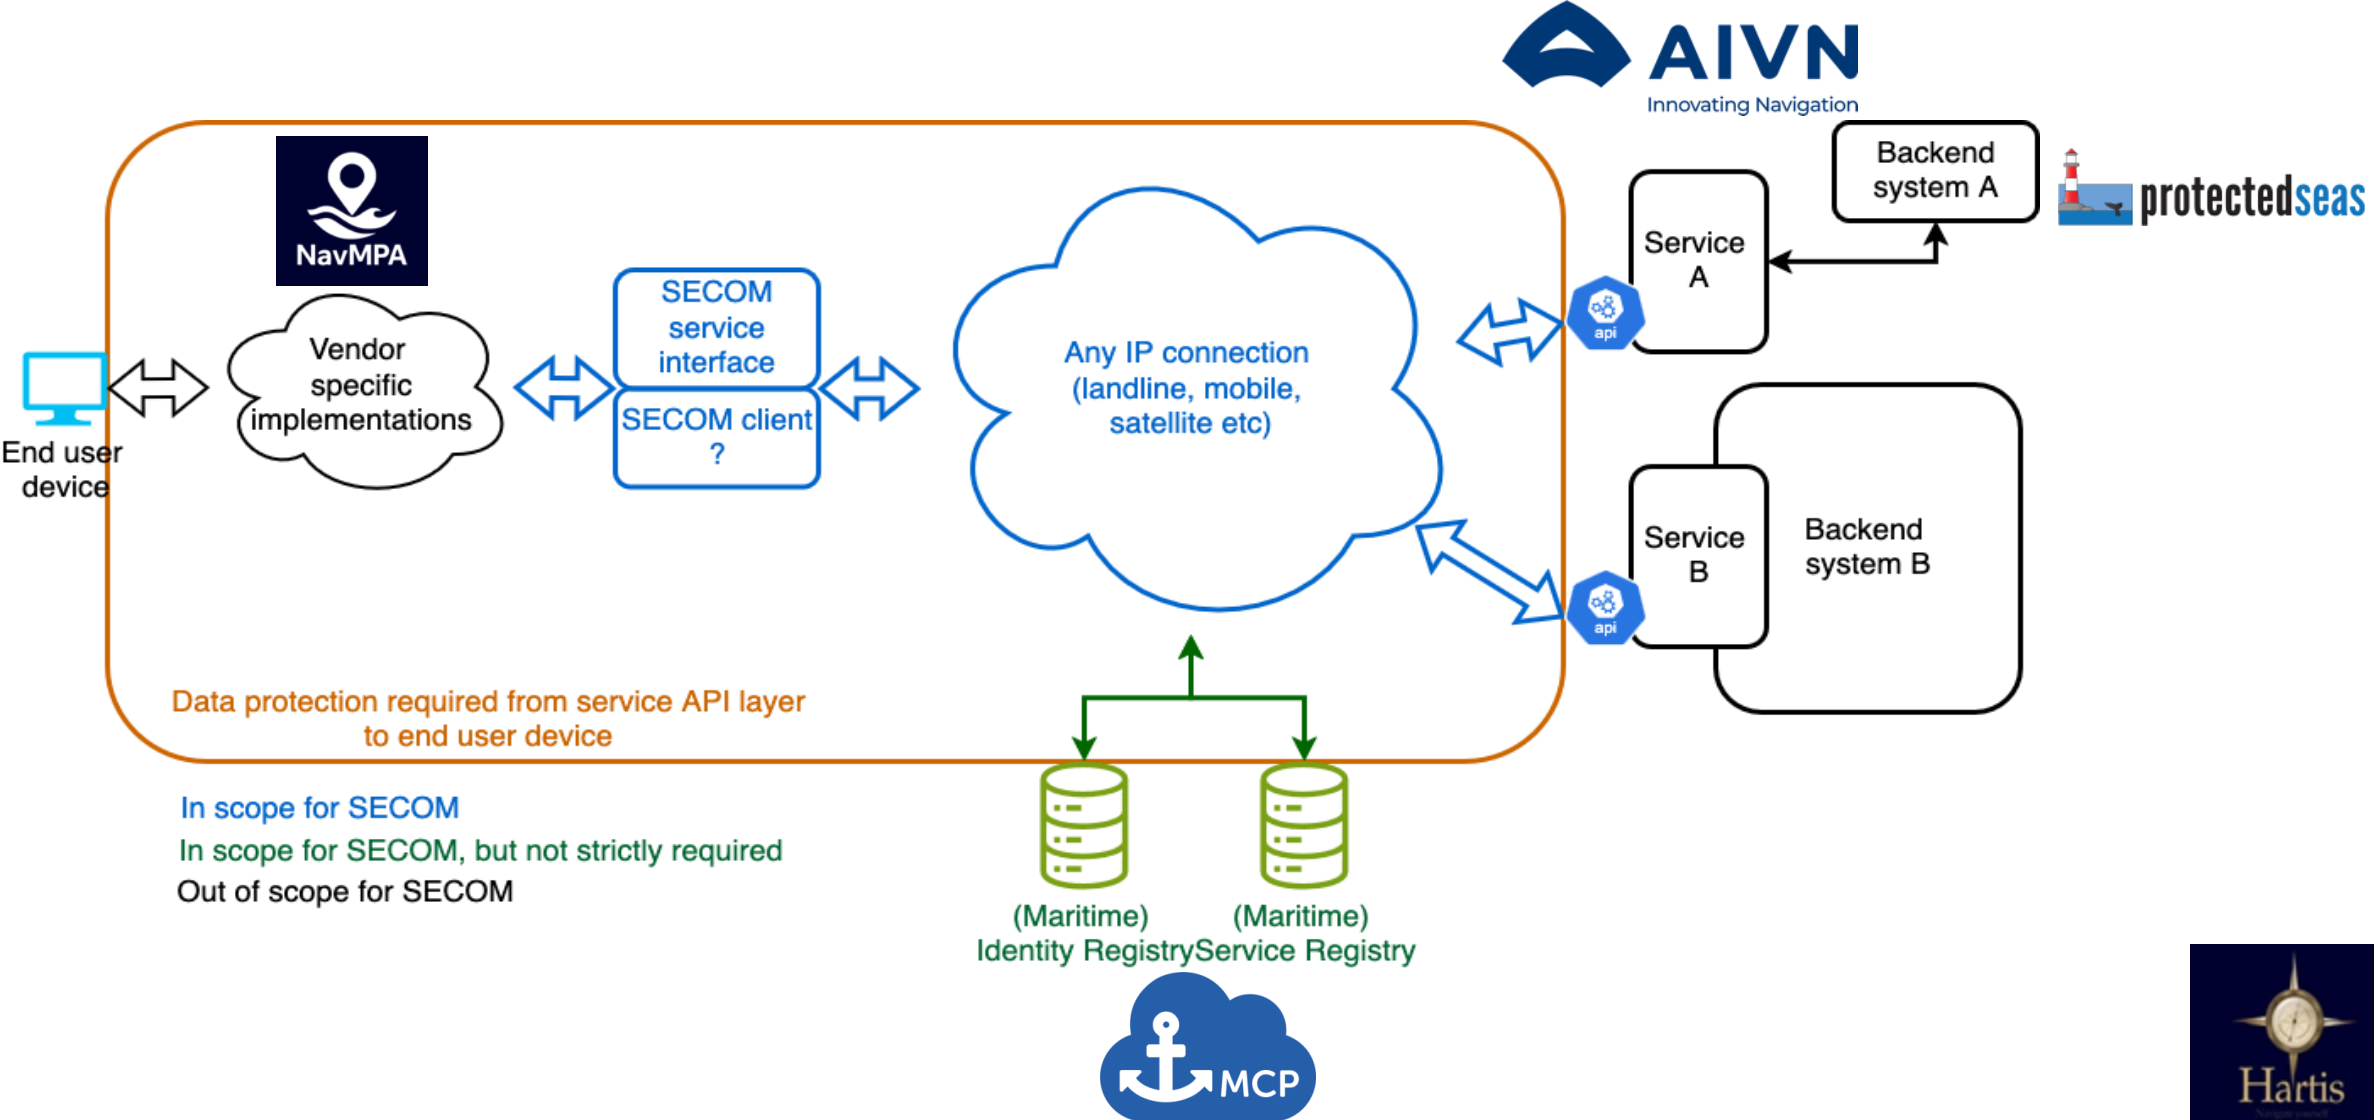 AIVN
Innovating Navigation
NavMPA
Backend
system A
protectedseas
Service
A
api
SECOM
service
interface
SECOM client
?
Vendor
specific
implementations
Any IP connection
(landline, mobile,
satellite etc)
End user
device
Service
B
api
Backend
system B
Data protection required from service API layer
to end user device
In scope for SECOM
In scope for SECOM, but not strictly required
Out of scope for SECOM
(Maritime)
Identity Registry
(Maritime)
Service Registry
MCP
Hartis